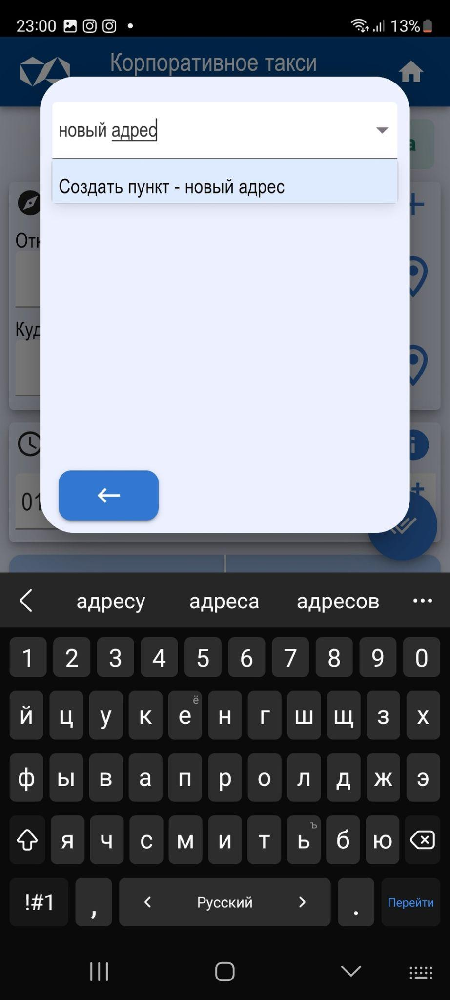 23:00
13%
Корпоративное такси
новый адрес
а
Создать пункт - новый адрес
Отк
Куд
01
адресу адреса адресов
1 2 3 4 5 6 7 8 9 0
ё
й ц у к е н г ш щ з х
ф ы в а п р о л д ж э
ъ
я ч с м и т ь б ю
!#1 , < Русский > . Перейти